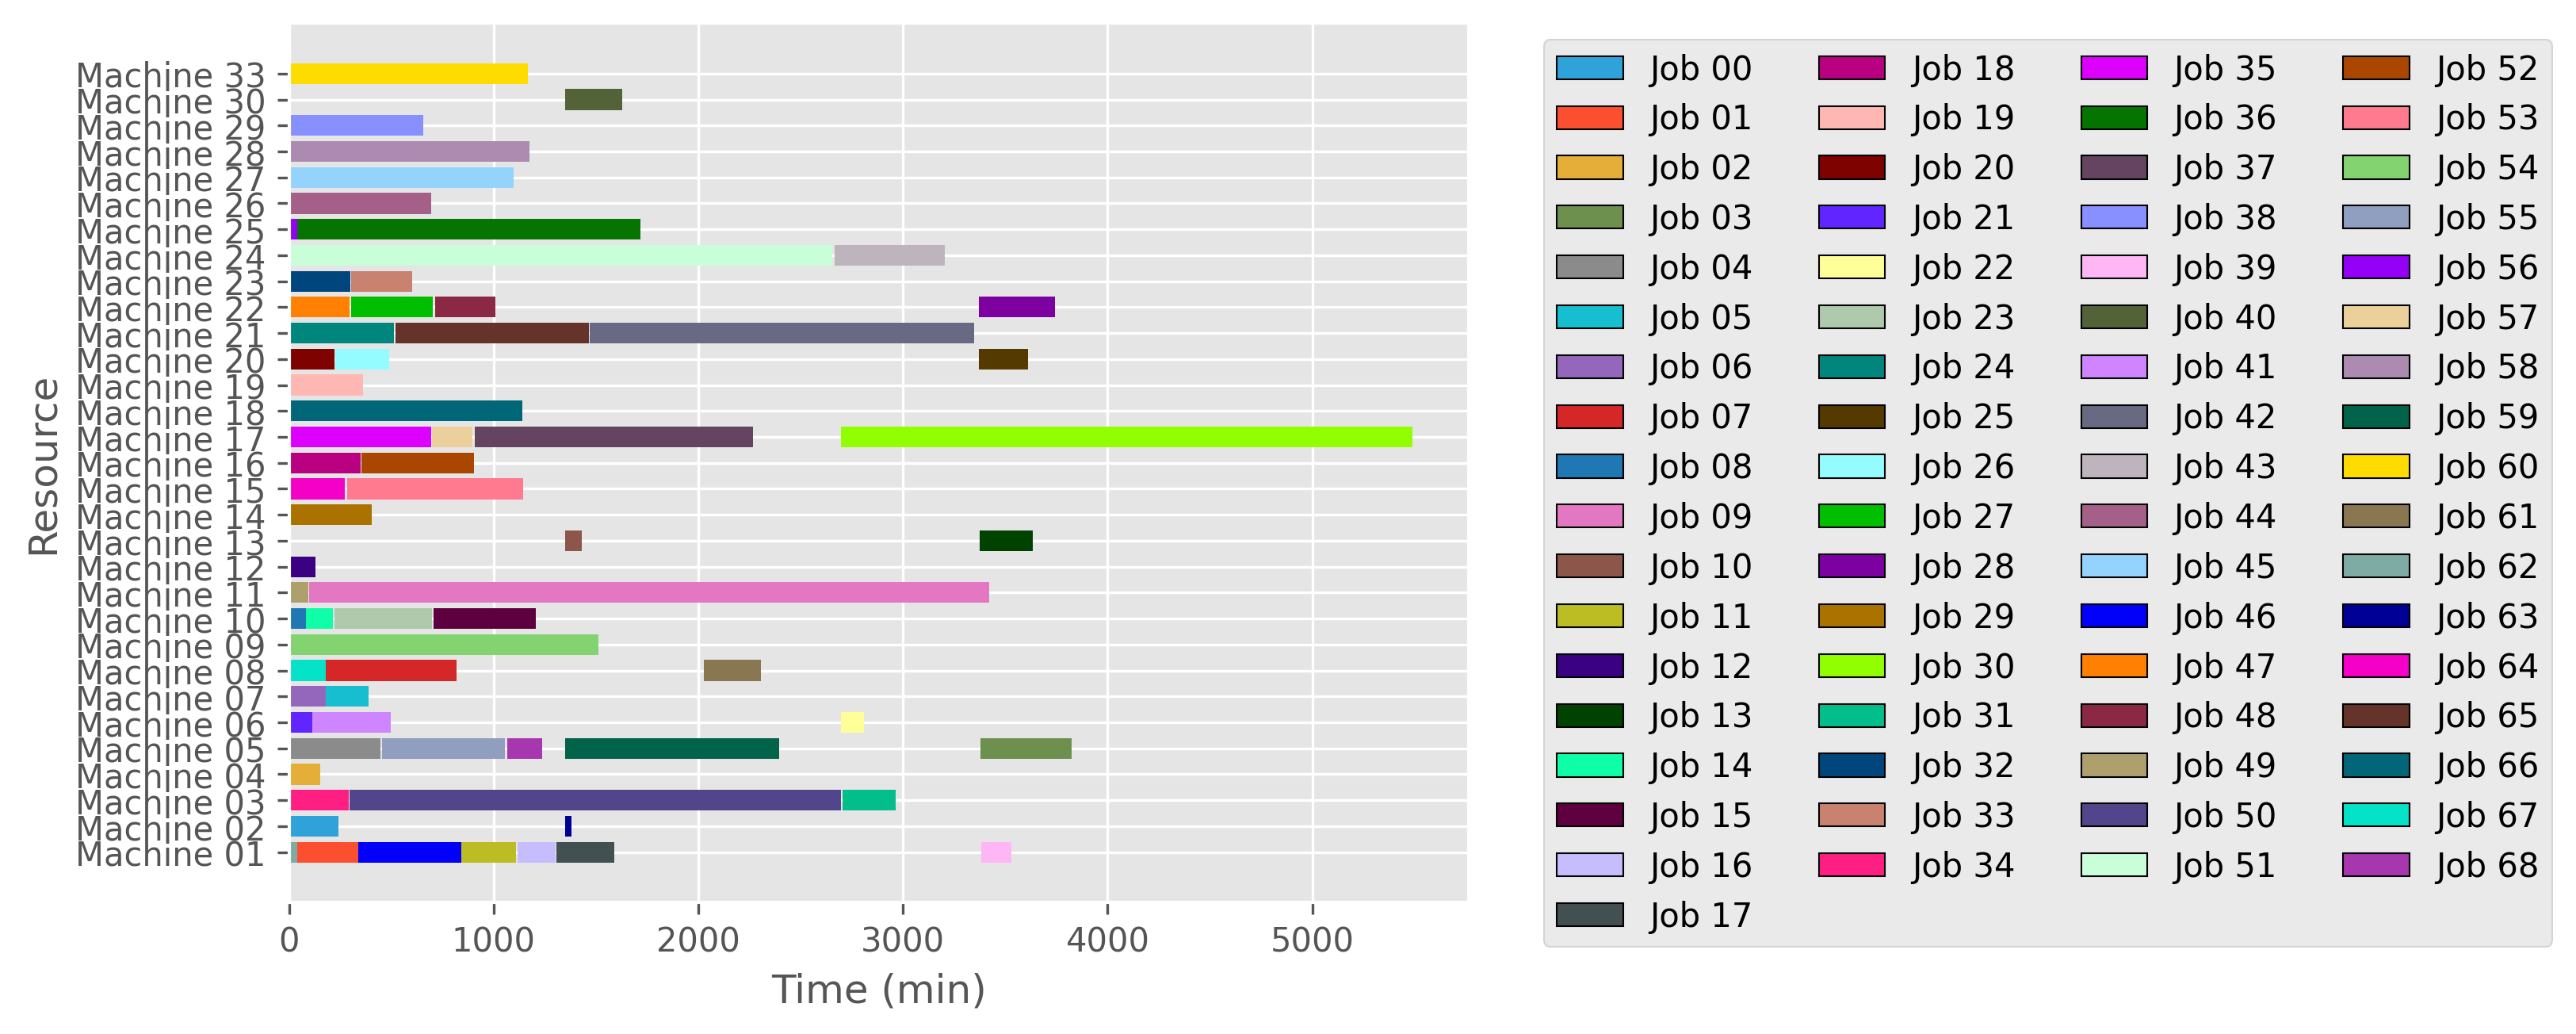 Resource
Machine 33
Machine 30
Machine 29
Machine 28
Machine 27
Machine 26
Machine 25
Machine 24
Machine 23
Machine 22
Machine 21
Machine 20
Machine 19
Machine 18
Machine 17
Machine 16
Machine 15
Machine 14
Machine 13
Machine 12
Machine 11
Machine 10
Machine 09
Machine 08
Machine 07
Machine 06
Machine 05
Machine 04
Machine 03
Machine 02
Machine 01
0 1000 2000 3000 4000 5000
Time (min)
Job 00
Job 01
Job 02
Job 03
Job 04
Job 05
Job 06
Job 07
Job 08
Job 09
Job 10
Job 11
Job 12
Job 13
Job 14
Job 15
Job 16
Job 17
Job 18
Job 19
Job 20
Job 21
Job 22
Job 23
Job 24
Job 25
Job 26
Job 27
Job 28
Job 29
Job 30
Job 31
Job 32
Job 33
Job 34
Job 35
Job 36
Job 37
Job 38
Job 39
Job 40
Job 41
Job 42
Job 43
Job 44
Job 45
Job 46
Job 47
Job 48
Job 49
Job 50
Job 51
Job 52
Job 53
Job 54
Job 55
Job 56
Job 57
Job 58
Job 59
Job 60
Job 61
Job 62
Job 63
Job 64
Job 65
Job 66
Job 67
Job 68